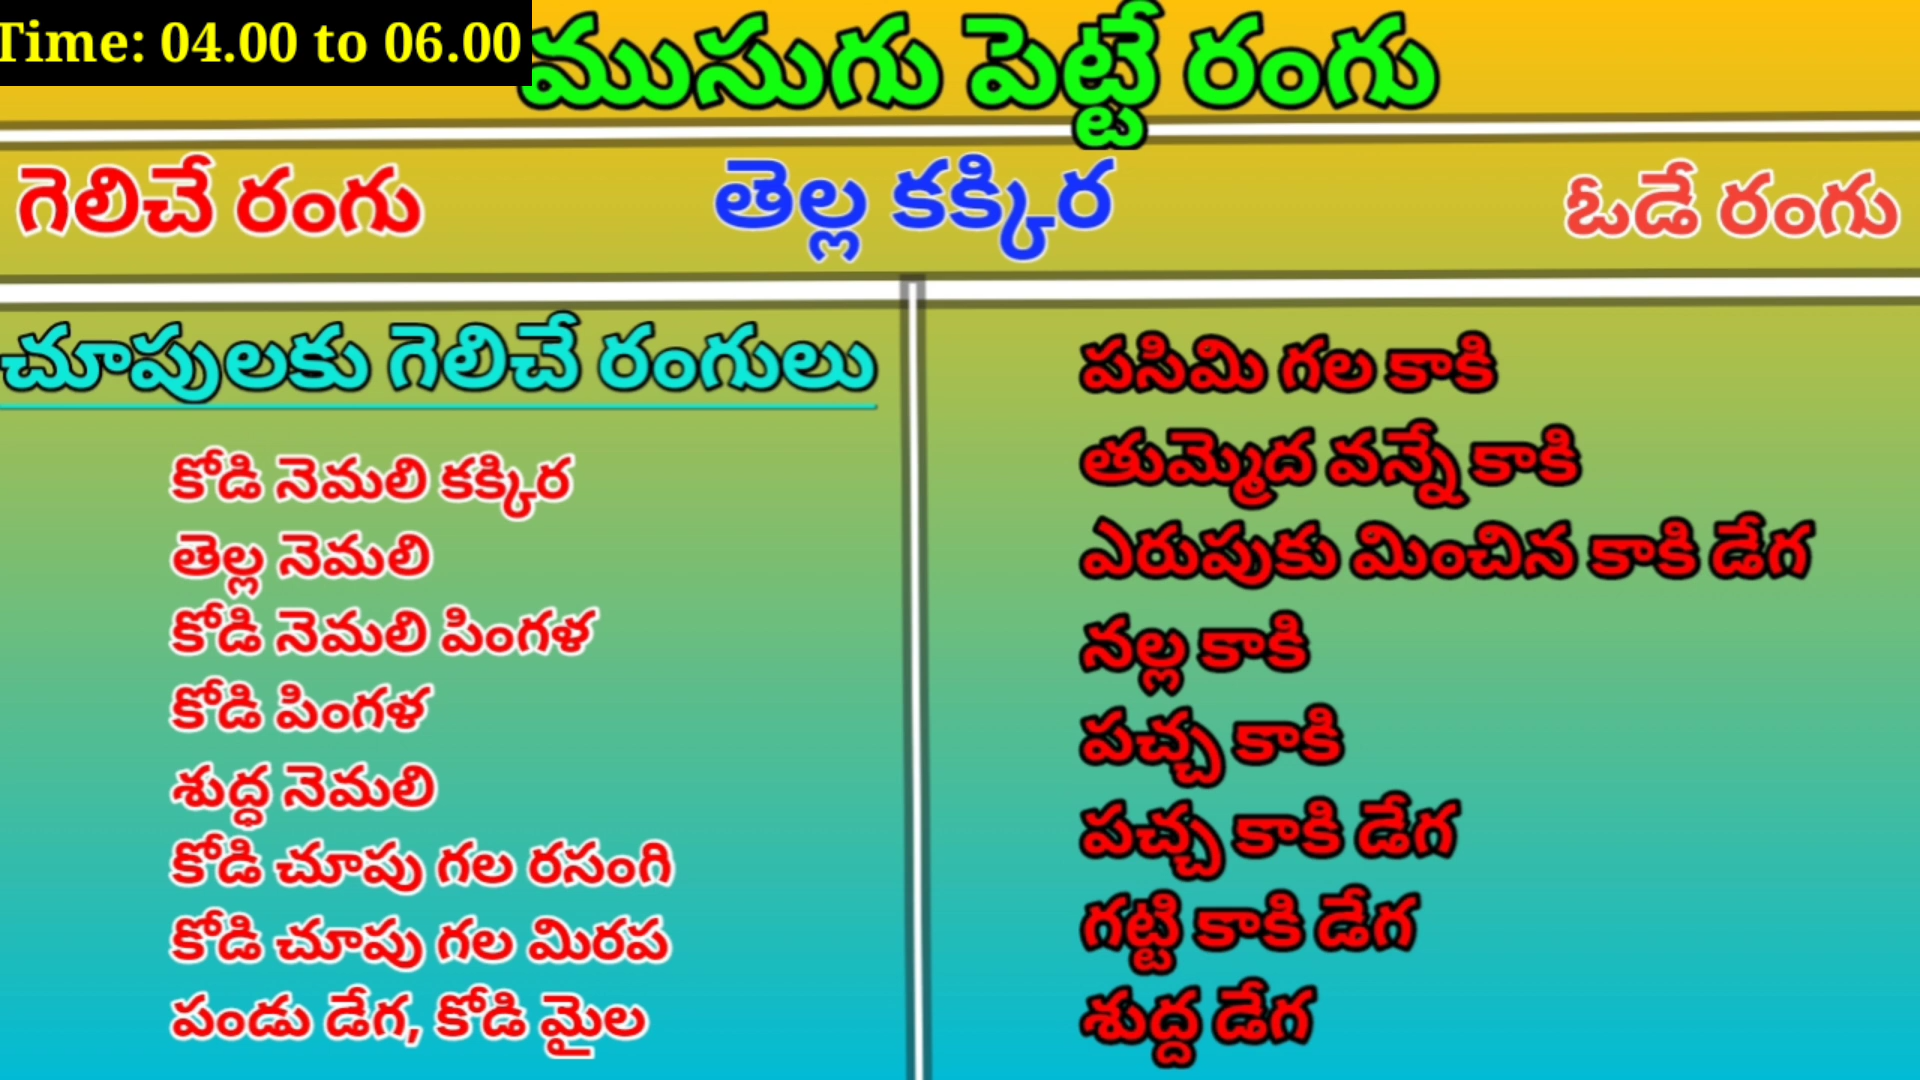 Time: 04.00 to 06.00
ముసుగు పెట్టే రంగు
గెలిచే రంగు
తెల్ల కక్కిర
ఓడే రంగు
చూపులకు గెలిచే రంగులు
కోడి నెమలి కక్కిర
తెల్ల నెమలి
కోడి నెమలి పింగళ
కోడి పింగళ
శుద్ధ నెమలి
కోడి చూపు గల రసంగి
కోడి చూపు గల మిరప
పండు డేగ, కోడి మైల
పసిమి గల కాకి
తుమ్మెద వన్నే కాకి
ఎరుపుకు మించిన కాకి డేగ
నల్ల కాకి
పచ్చ కాకి
పచ్చ కాకి డేగ
గట్టి కాకి డేగ
శుద్ద డేగ